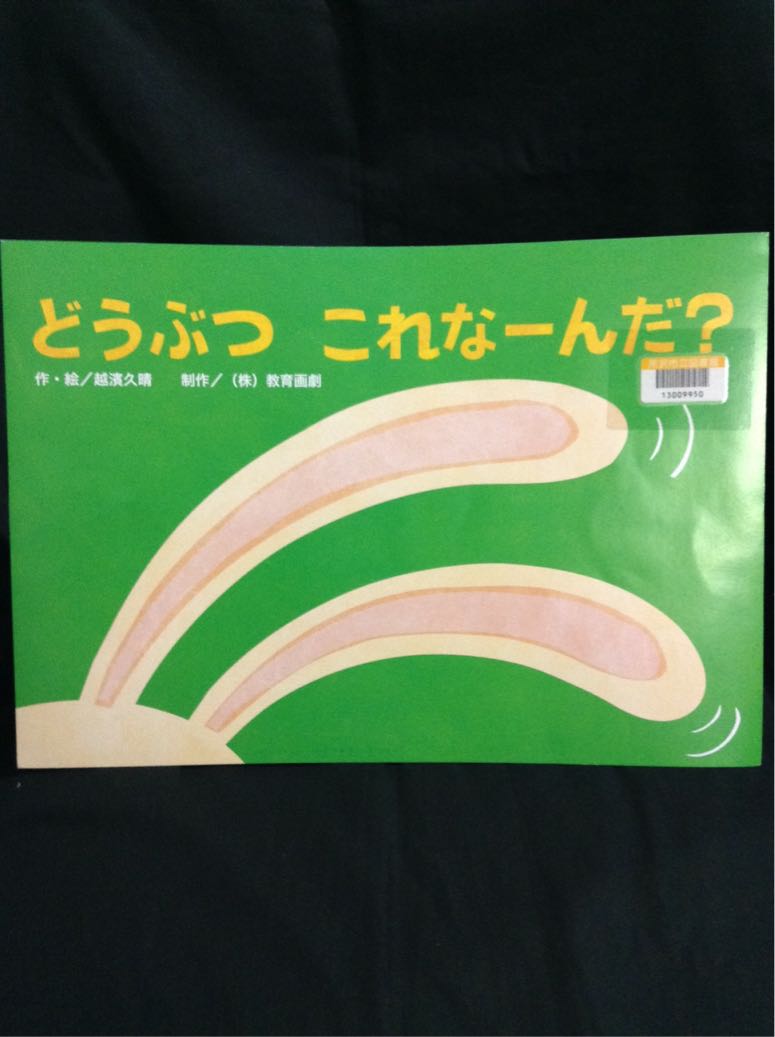 どうぶつ これなーんだ？
作・絵／越濱久晴 制作／（株）教育画劇
13009950